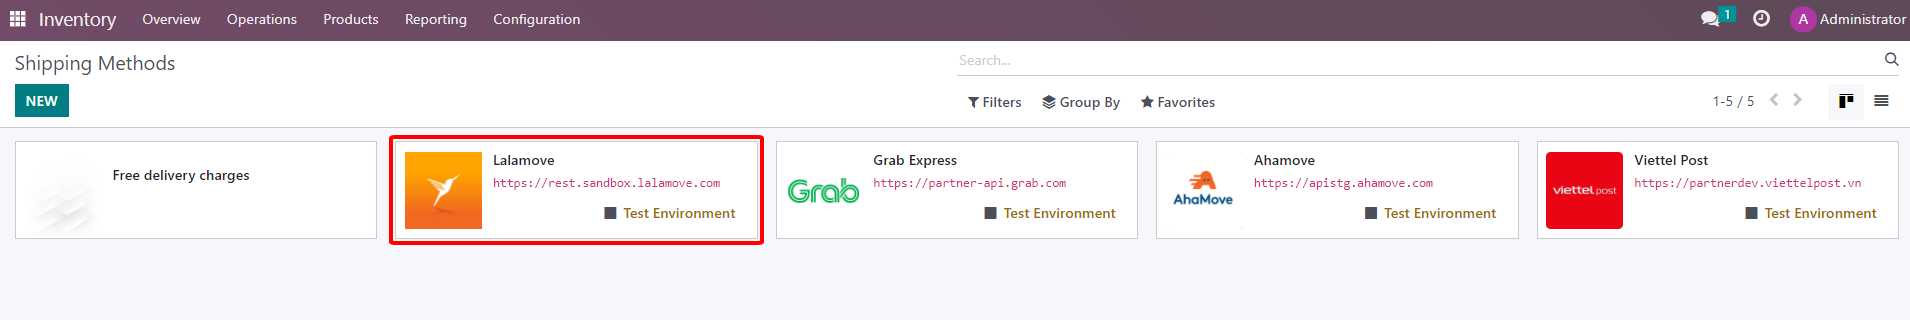 Inventory Overview Operations Products Reporting Configuration 1 A Administrator
Shipping Methods
Search...
NEW
Filters Group By Favorites 1-5 / 5
Free delivery charges
Lalamove
https://rest.sandbox.lalamove.com
Test Environment
Grab
Grab Express
https://partner-api.grab.com
Test Environment
AhaMove
Ahamove
https://apistg.ahamove.com
Test Environment
viettel post
Viettel Post
https://partnerdev.viettelpost.vn
Test Environment